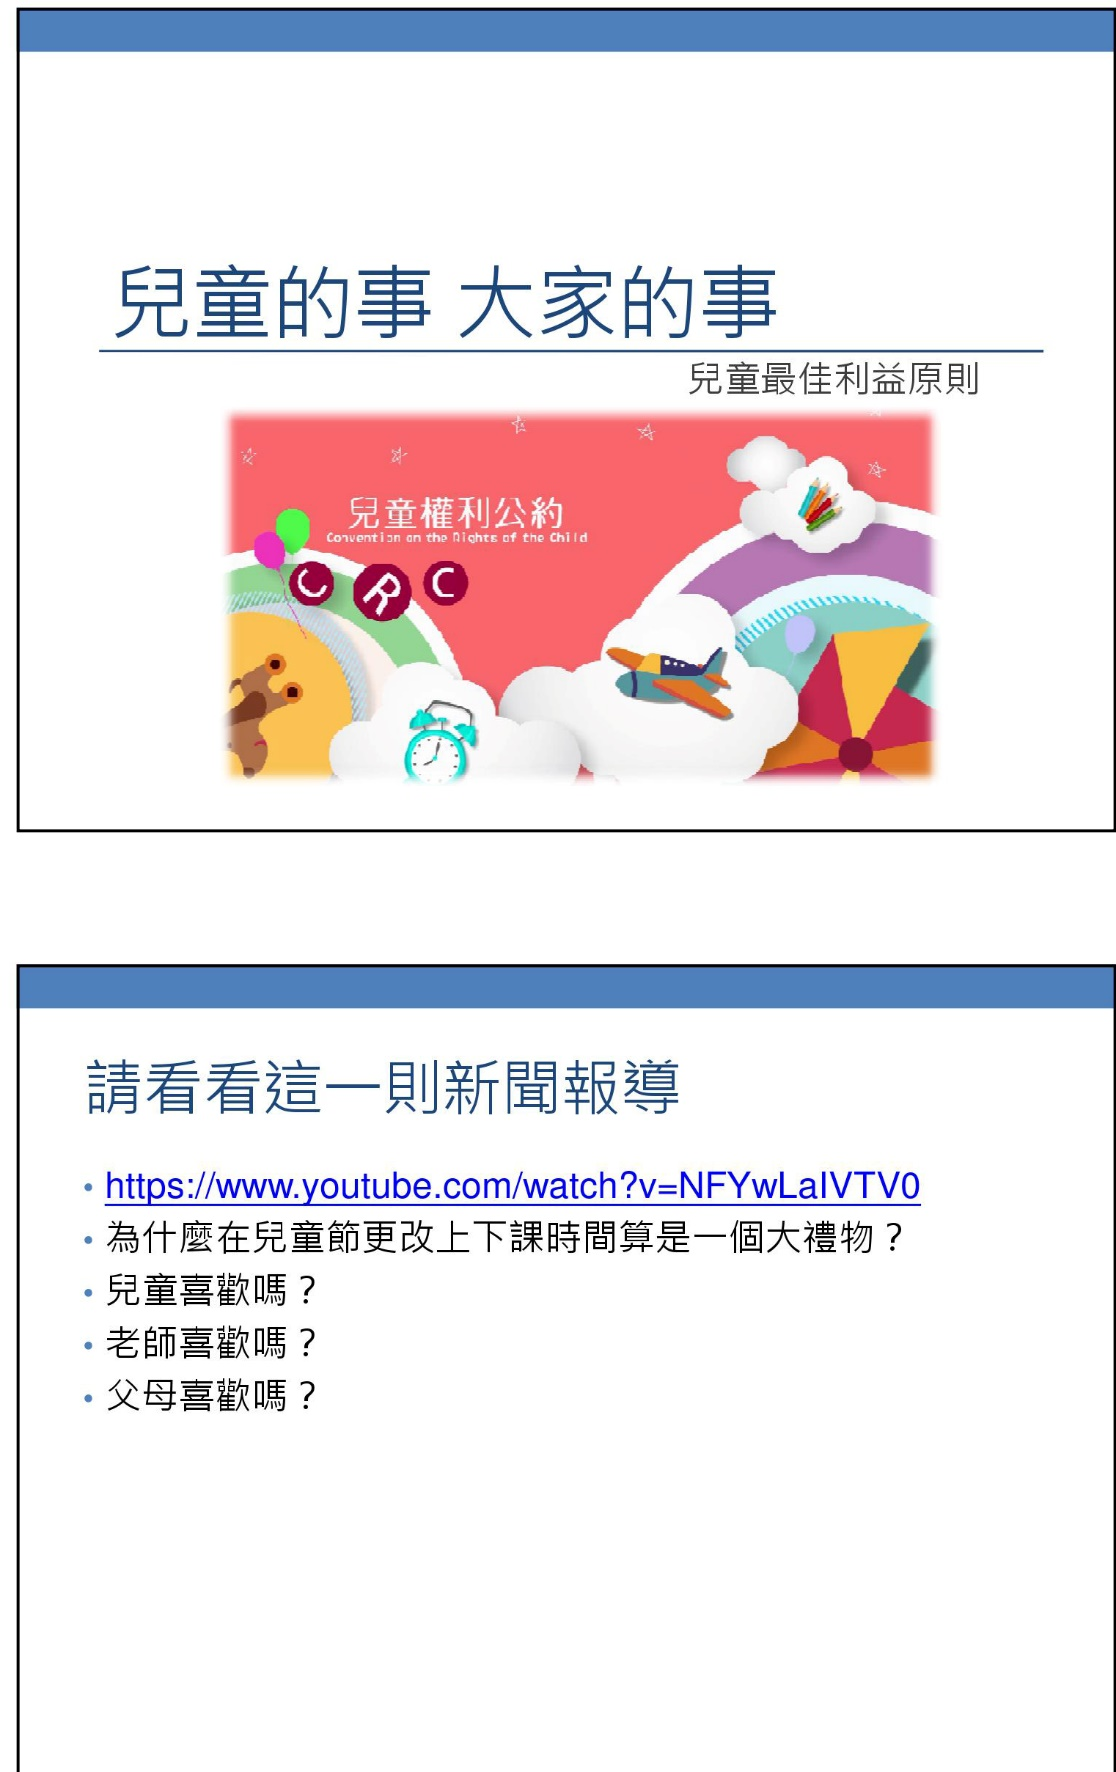 兒童的事 大家的事
兒童最佳利益原則
兒童權利公約
Convention on the Rights of the Child
C R C
請看看這一則新聞報導
• https://www.youtube.com/watch?v=NFYwLaIVTV0
• 為什麼在兒童節更改上下課時間算是一個大禮物？
• 兒童喜歡嗎？
• 老師喜歡嗎？
• 父母喜歡嗎？